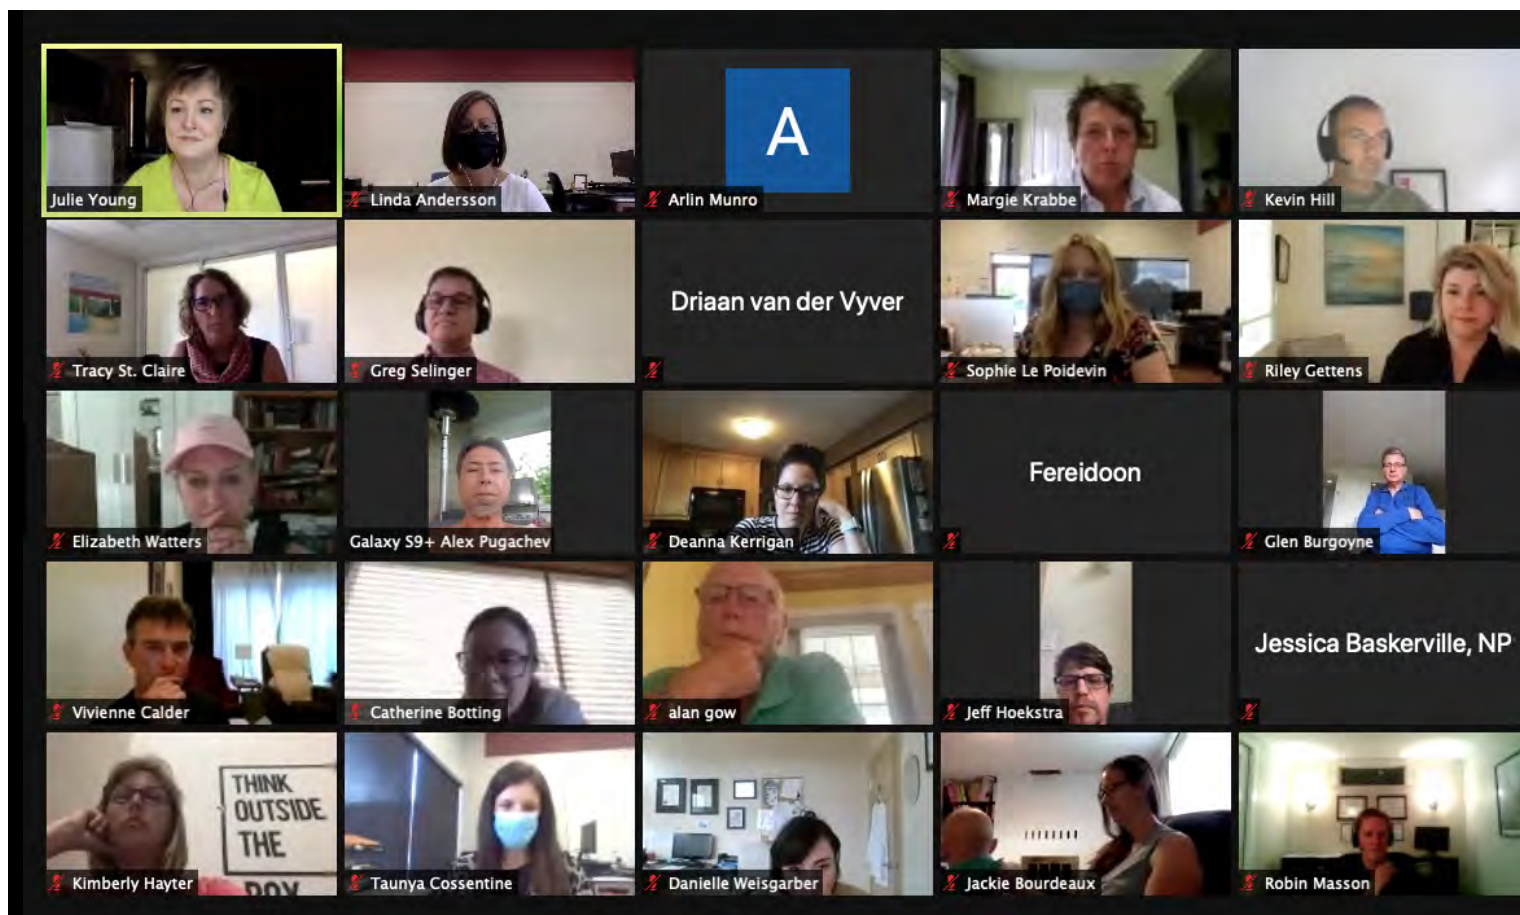 Julie Young
Linda Andersson
A
Arlin Munro
Margie Krabbe
Kevin Hill
Tracy St. Claire
Greg Selinger
Driaan van der Vyver
Sophie Le Poidevin
Riley Gettens
Elizabeth Watters
Galaxy S9+ Alex Pugachev
Deanna Kerrigan
Fereidoon
Glen Burgoyne
Vivienne Calder
Catherine Botting
alan gow
Jeff Hoekstra
Jessica Baskerville, NP
THINK
OUTSIDE
THE
BOX
Kimberly Hayter
Taunya Cossentine
Danielle Weisgarber
Jackie Bourdeaux
Robin Masson